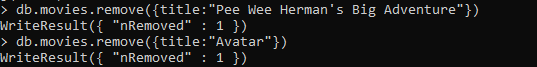 > db.movies.remove({title:"Pee Wee Herman's Big Adventure"})
WriteResult({ "nRemoved" : 1 })
> db.movies.remove({title:"Avatar"})
WriteResult({ "nRemoved" : 1 })